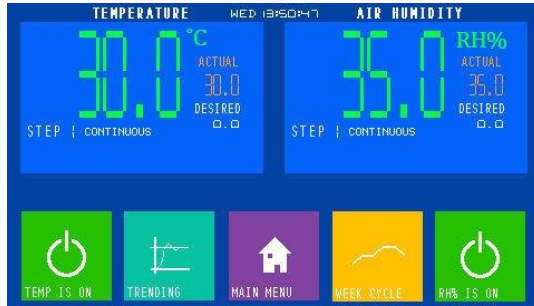 TEMPERATURE WED 13:50:47 AIR HUMIDITY
30.0 °C
ACTUAL
30.0
DESIRED
0.0
STEP | CONTINUOUS
35.0 RH%
ACTUAL
35.0
DESIRED
0.0
STEP | CONTINUOUS
TEMP IS ON
TRENDING
MAIN MENU
WEEK CYCLE
RH% IS ON